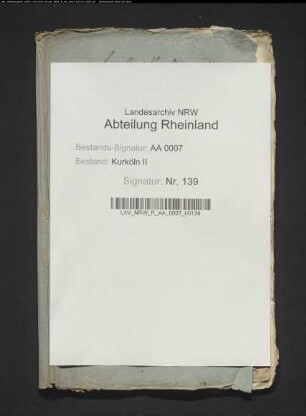 Landesarchiv NRW
Abteilung Rheinland
Bestands-Signatur: AA 0007
Bestand: Kurköln II
Signatur: Nr. 139
LAV_NRW_R_AA_0007_00139